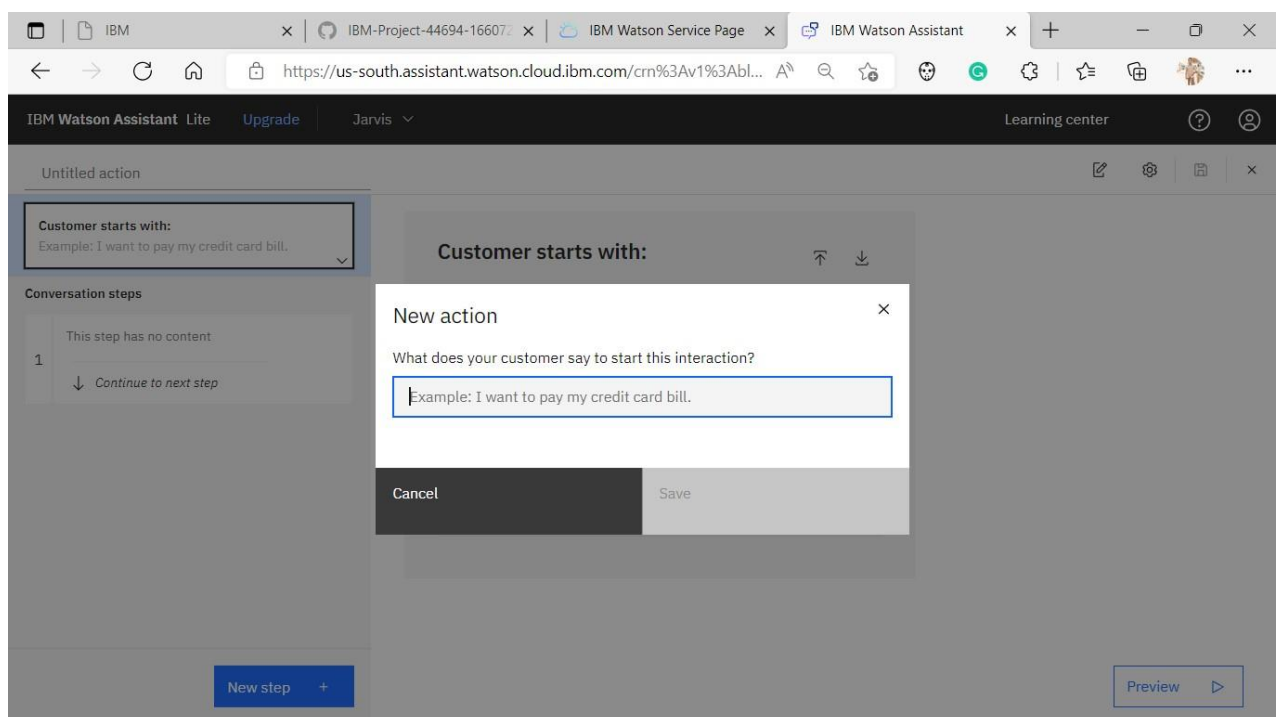 IBM
IBM-Project-44694-16607
IBM Watson Service Page
IBM Watson Assistant
https://us-south.assistant.watson.cloud.ibm.com/crn%3Av1%3Abl...
IBM Watson Assistant Lite Upgrade Jarvis Learning center
Untitled action
Customer starts with:
Example: I want to pay my credit card bill.
Conversation steps
1
This step has no content
Continue to next step
Customer starts with:
New action
What does your customer say to start this interaction?
Example: I want to pay my credit card bill.
Cancel Save
New step +
Preview